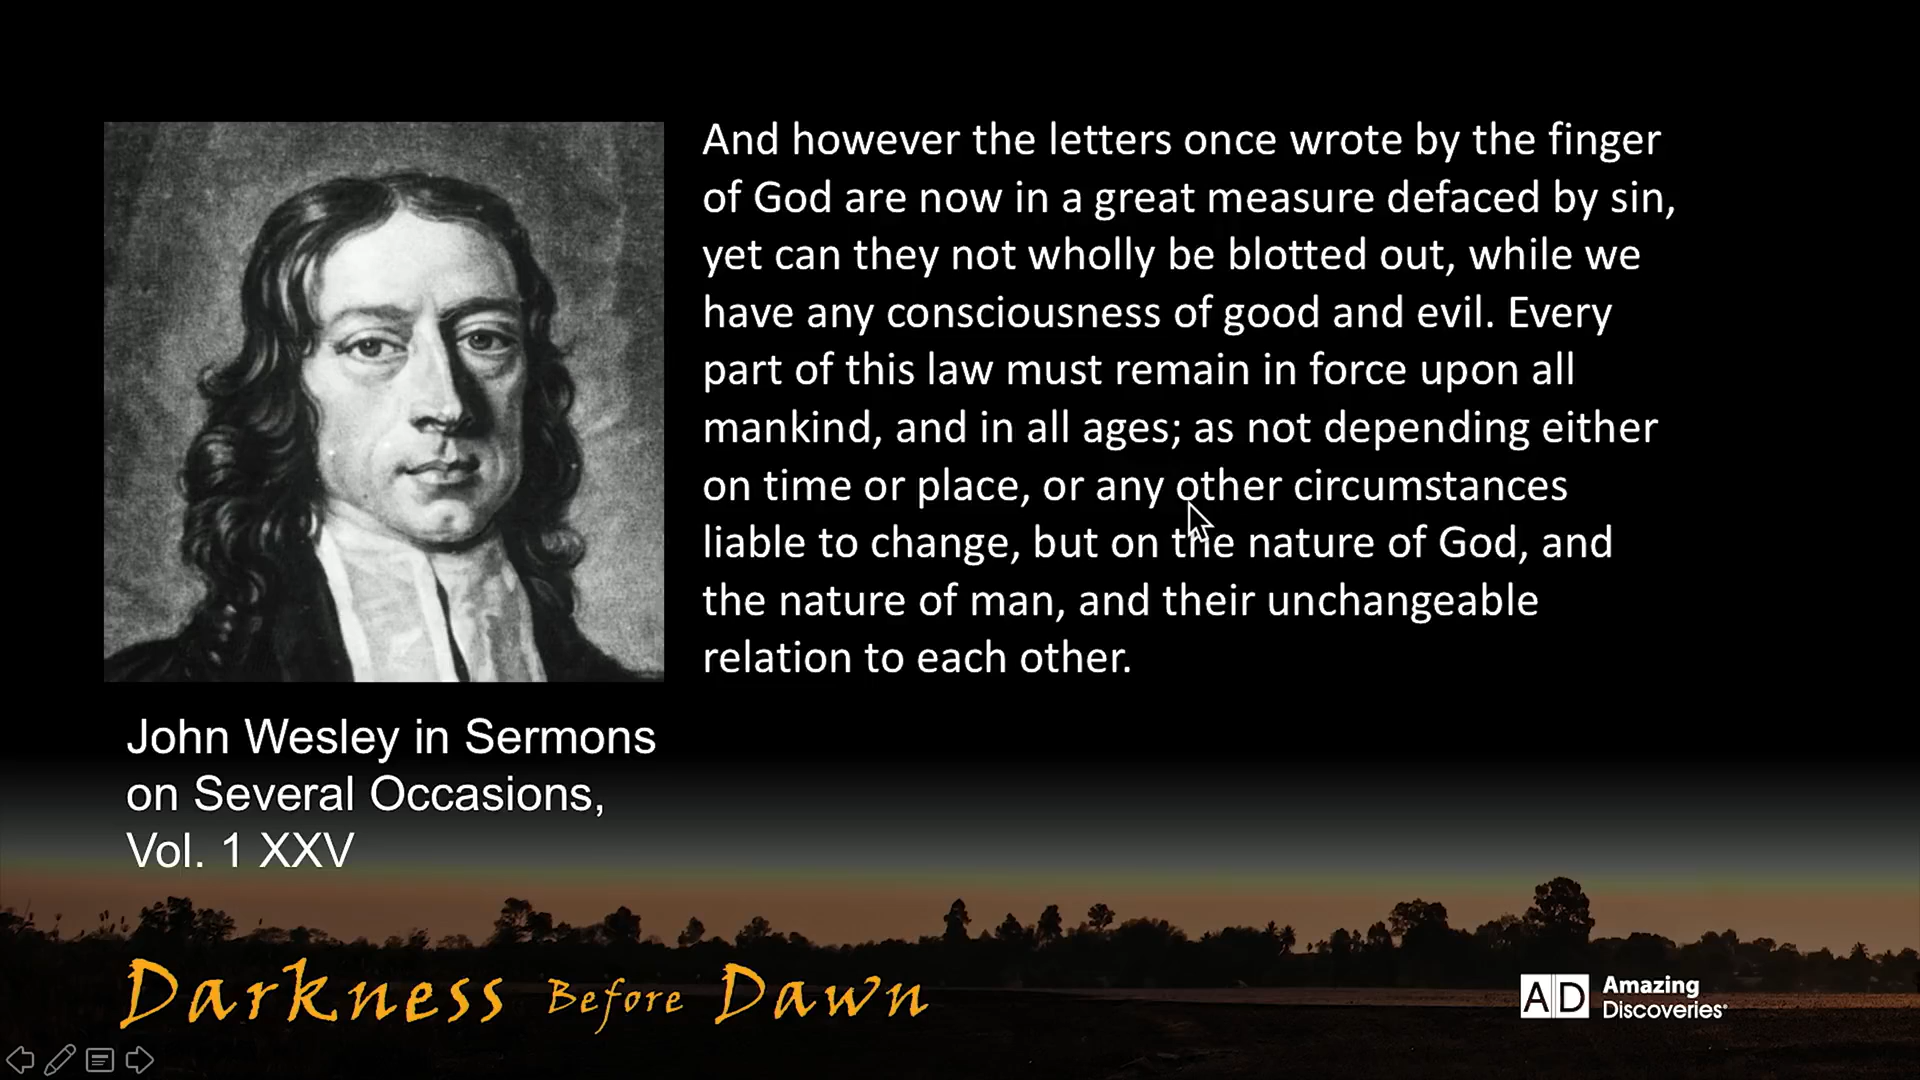 And however the letters once wrote by the finger
of God are now in a great measure defaced by sin,
yet can they not wholly be blotted out, while we
have any consciousness of good and evil. Every
part of this law must remain in force upon all
mankind, and in all ages; as not depending either
on time or place, or any other circumstances
liable to change, but on the nature of God, and
the nature of man, and their unchangeable
relation to each other.
John Wesley in Sermons
on Several Occasions,
Vol. 1 XXV
Darkness Before Dawn
AD Amazing
Discoveries